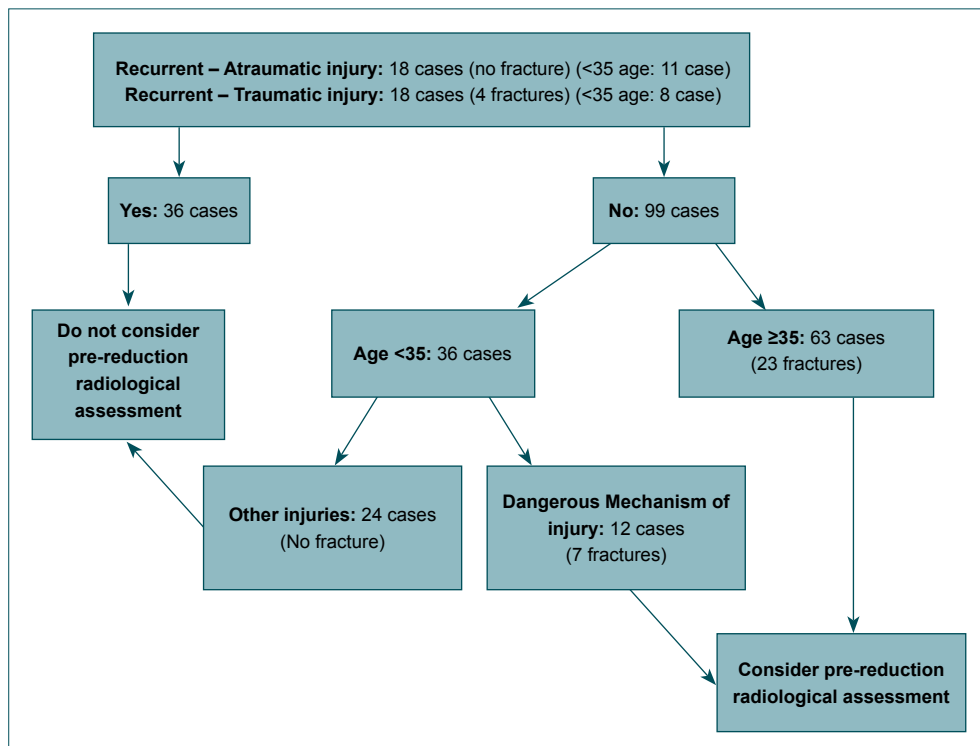 Recurrent – Atraumatic injury: 18 cases (no fracture) (<35 age: 11 case)
Recurrent – Traumatic injury: 18 cases (4 fractures) (<35 age: 8 case)
Yes: 36 cases
No: 99 cases
Do not consider
pre-reduction
radiological
assessment
Age <35: 36 cases
Age ≥35: 63 cases
(23 fractures)
Other injuries: 24 cases
(No fracture)
Dangerous Mechanism of
injury: 12 cases
(7 fractures)
Consider pre-reduction
radiological assessment